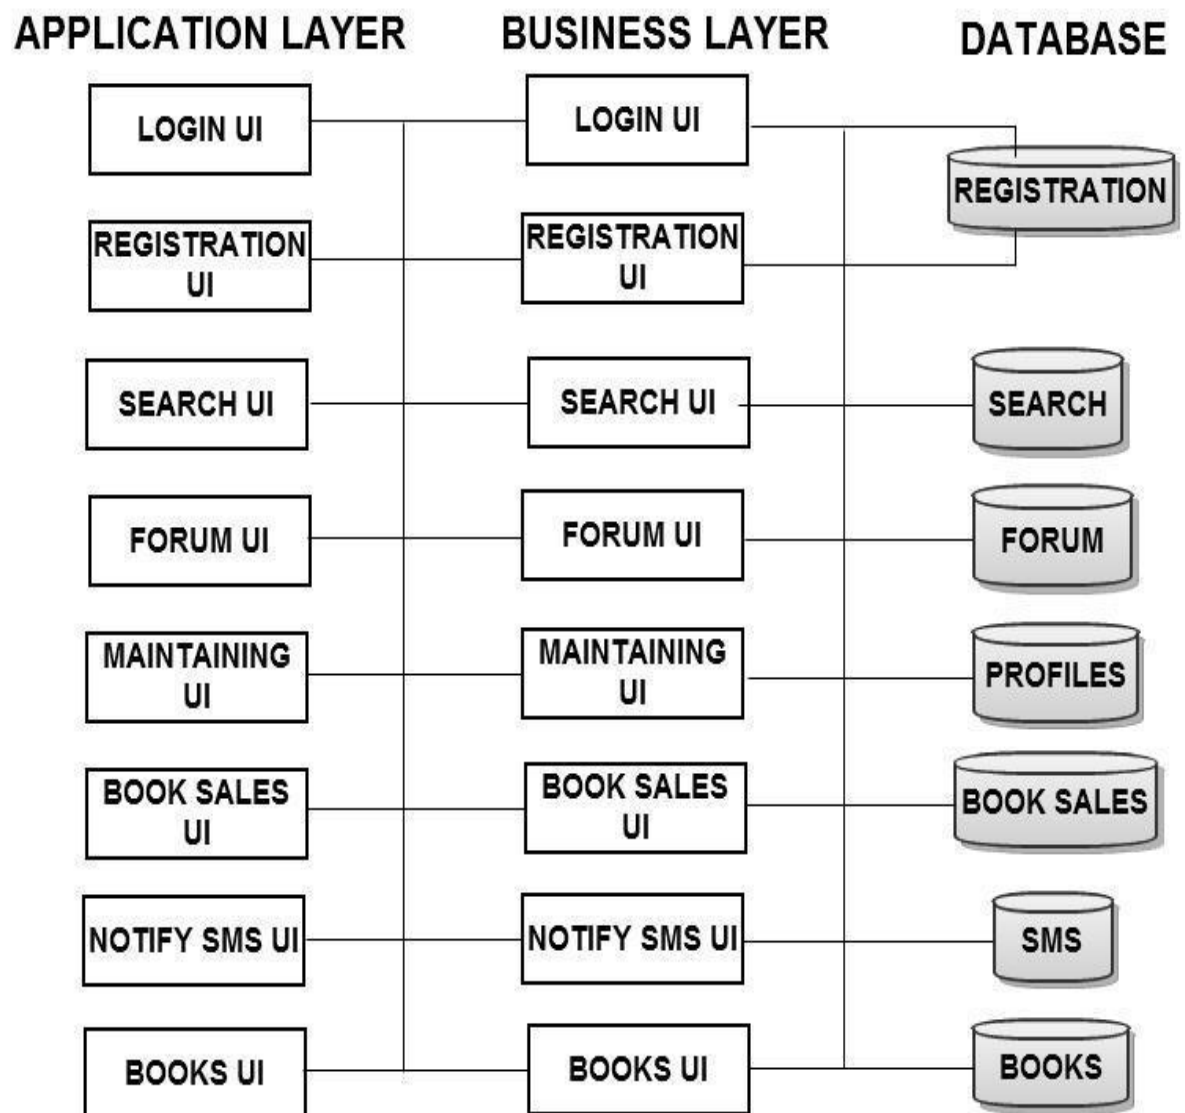 APPLICATION LAYER
BUSINESS LAYER
DATABASE
LOGIN UI
LOGIN UI
REGISTRATION
REGISTRATION
UI
REGISTRATION
UI
SEARCH UI
SEARCH UI
SEARCH
FORUM UI
FORUM UI
FORUM
MAINTAINING
UI
MAINTAINING
UI
PROFILES
BOOK SALES
UI
BOOK SALES
UI
BOOK SALES
NOTIFY SMS UI
NOTIFY SMS UI
SMS
BOOKS UI
BOOKS UI
BOOKS